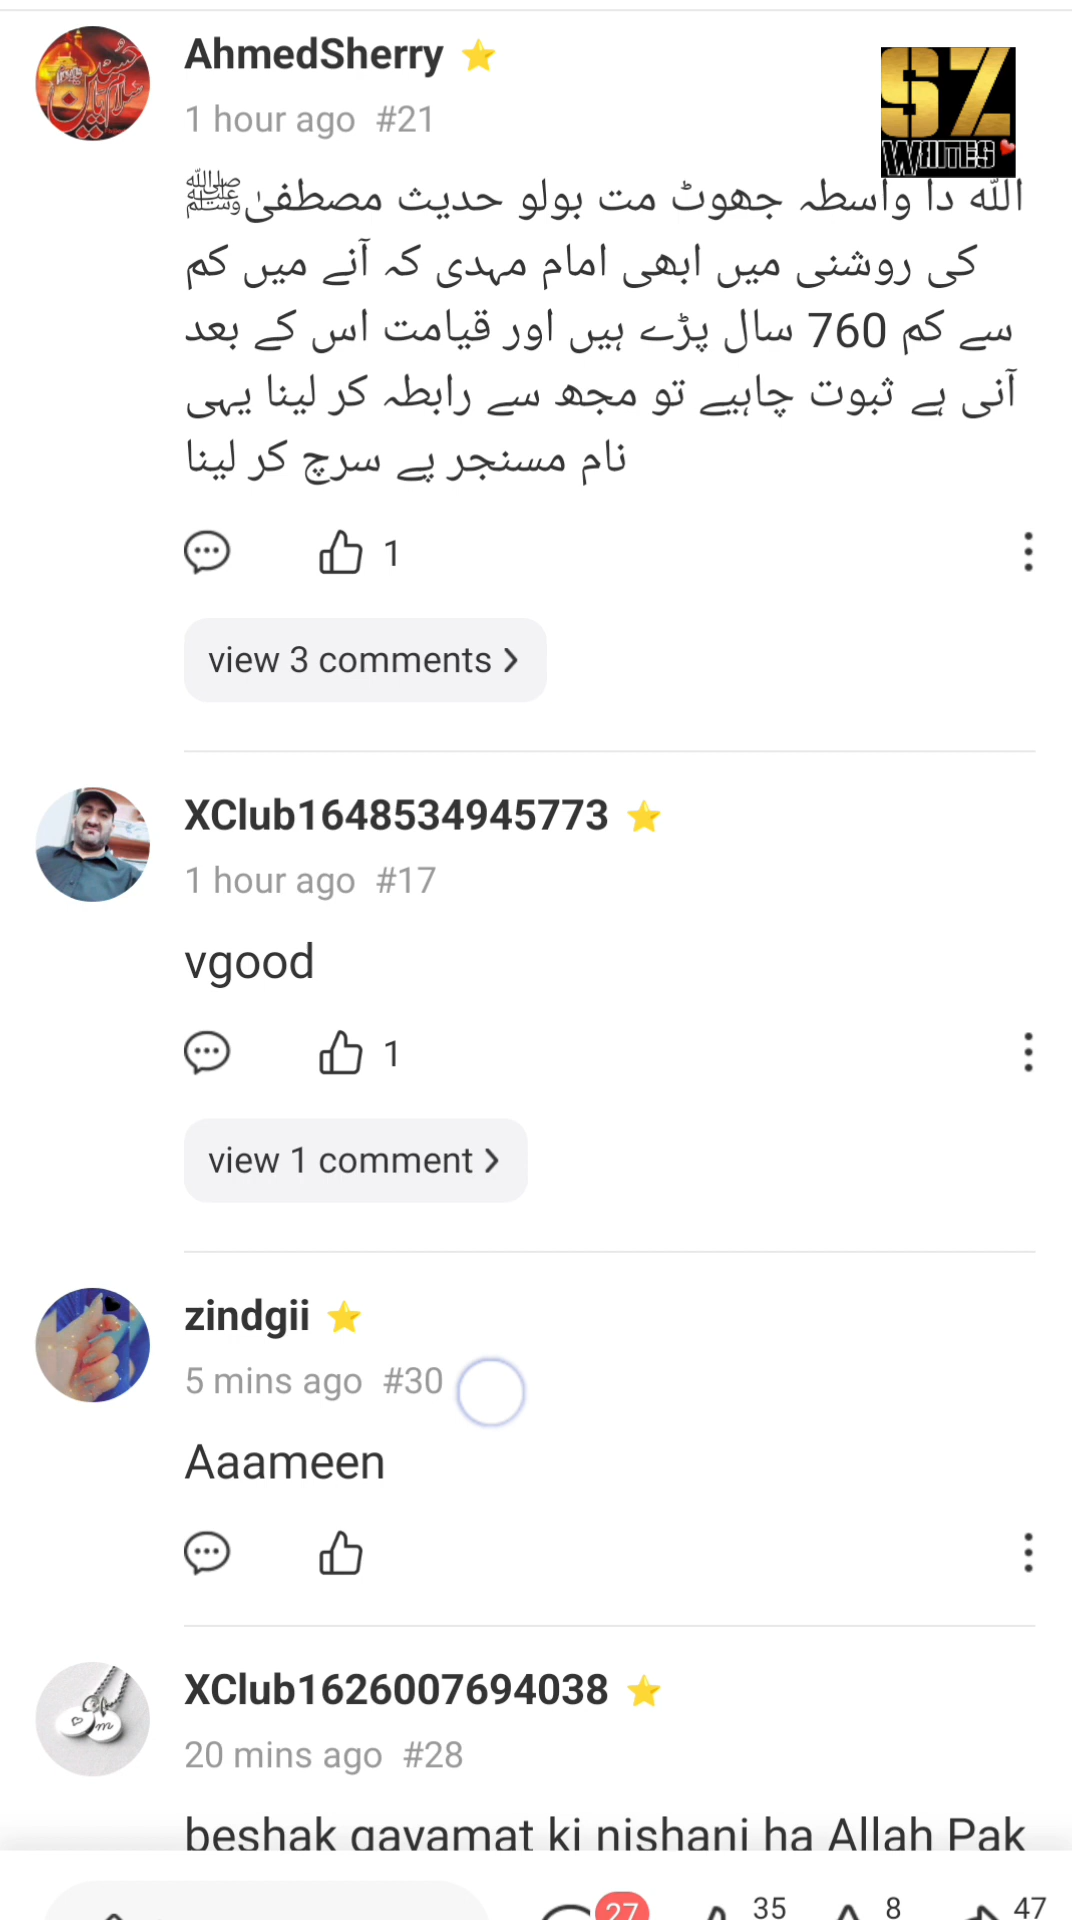 AhmedSherry
1 hour ago #21
SZ
WRITES
اللہ دا واسطہ جھوٹ مت بولو حدیث مصطفیٰ ﷺ
کی روشنی میں ابھی امام مہدی کہ آنے میں کم
سے کم 760 سال پڑے ہیں اور قیامت اس کے بعد
آنی ہے ثبوت چاہیے تو مجھ سے رابطہ کر لینا یہی
نام مسنجر پے سرچ کر لینا
1
view 3 comments >
XClub1648534945773
1 hour ago #17
vgood
1
view 1 comment >
zindgii
5 mins ago #30
Aaameen
XClub1626007694038
20 mins ago #28
beshak qayamat ki nishani ha Allah Pak
27 35 8 47